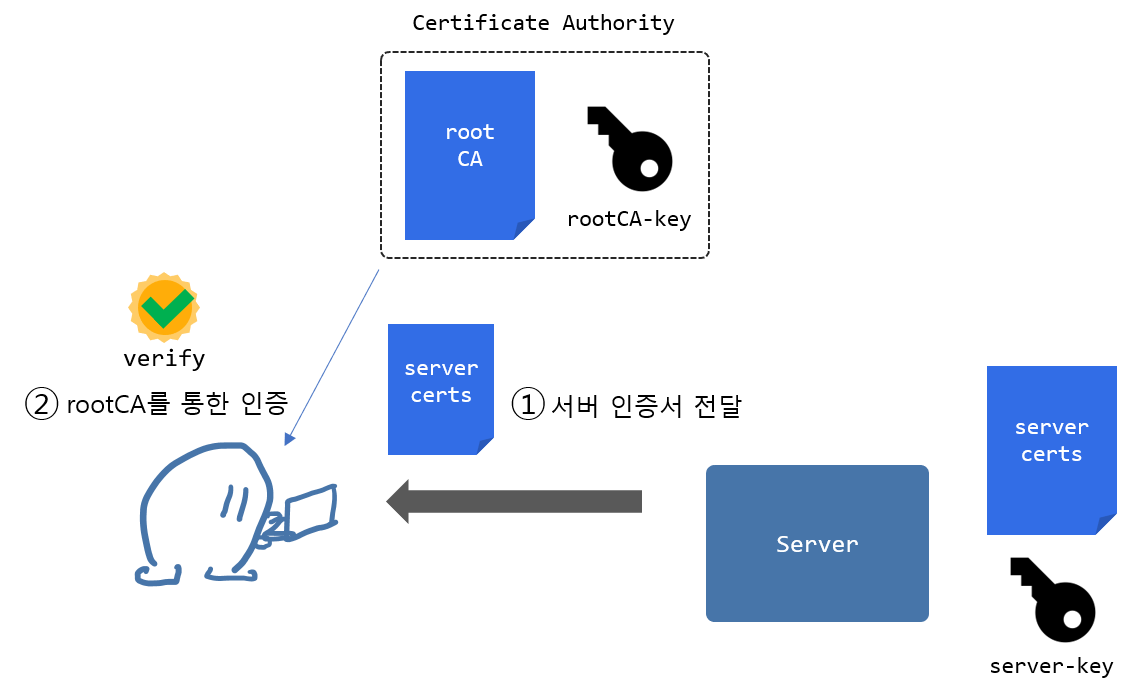 Certificate Authority
root
CA
rootCA-key
verify
② rootCA를 통한 인증
server
certs
① 서버 인증서 전달
server
certs
Server
server-key